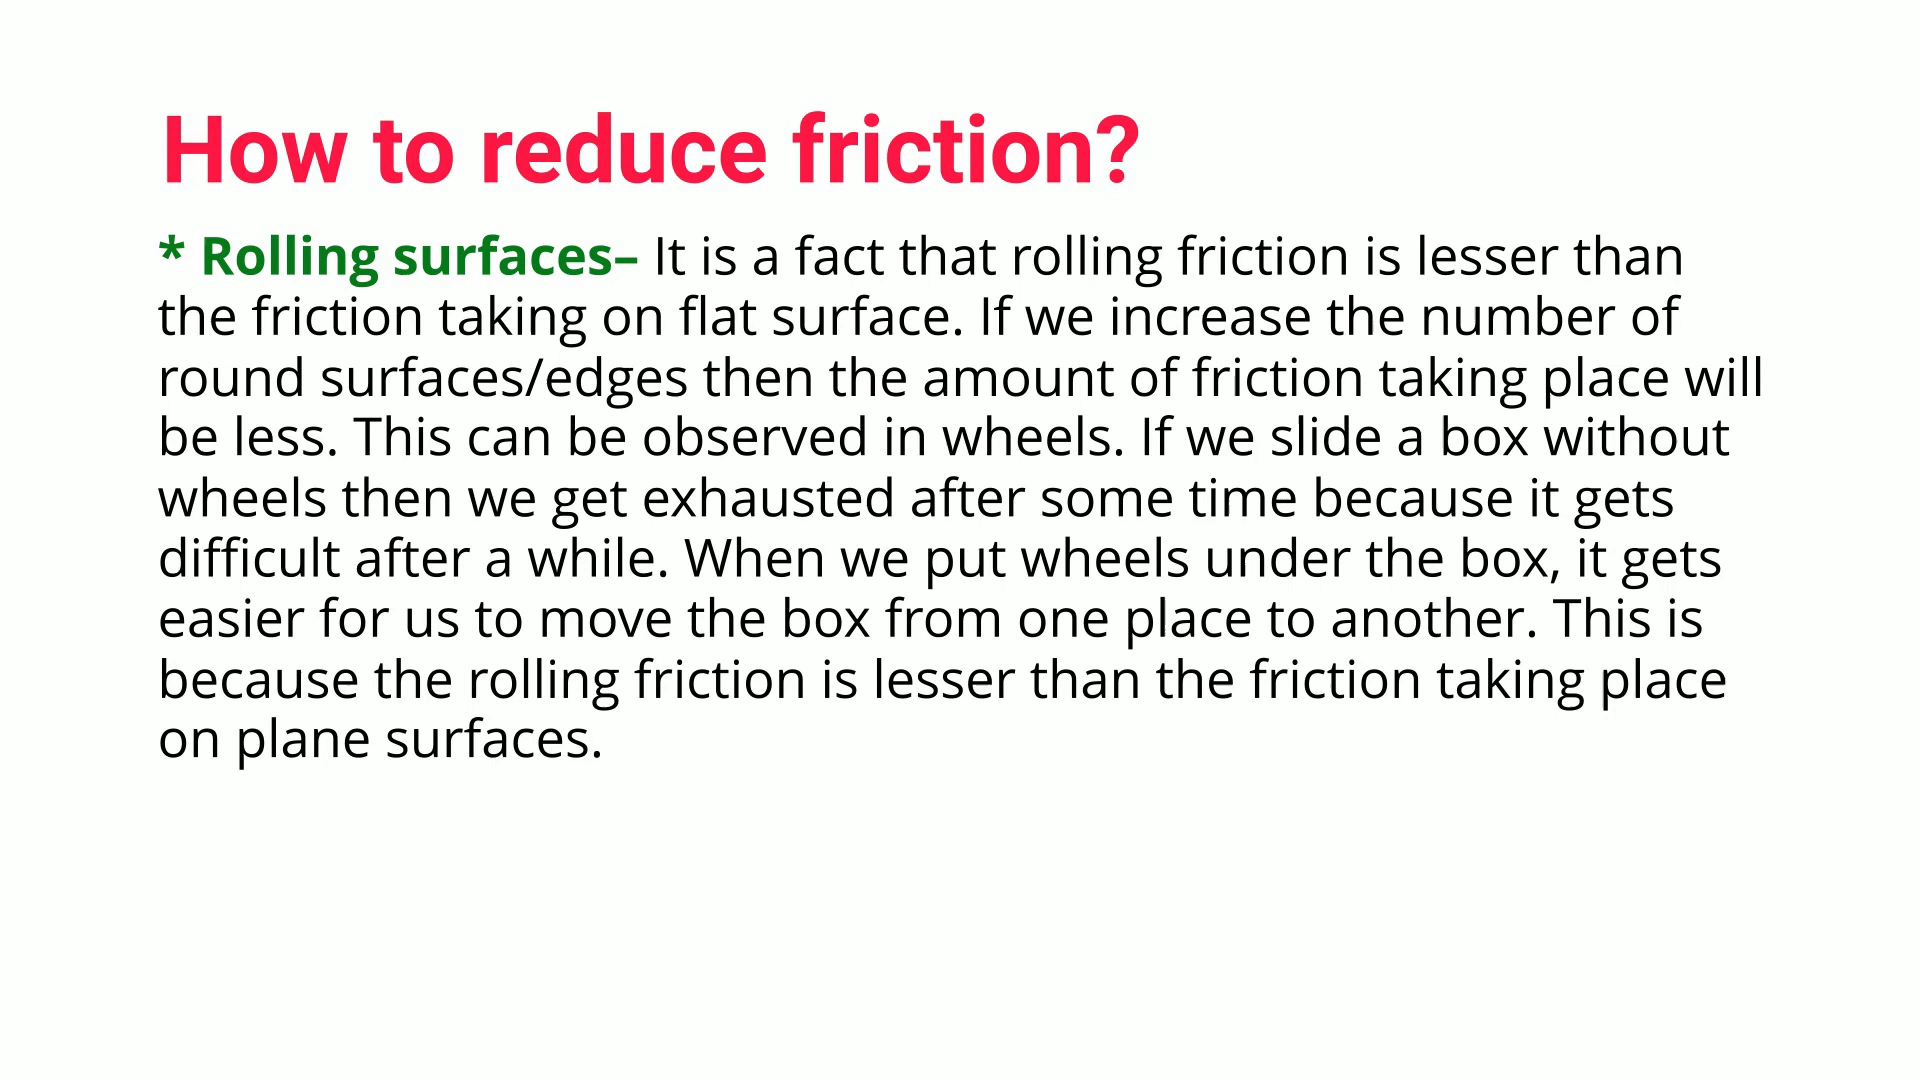 How to reduce friction?
* Rolling surfaces– It is a fact that rolling friction is lesser than
the friction taking on flat surface. If we increase the number of
round surfaces/edges then the amount of friction taking place will
be less. This can be observed in wheels. If we slide a box without
wheels then we get exhausted after some time because it gets
difficult after a while. When we put wheels under the box, it gets
easier for us to move the box from one place to another. This is
because the rolling friction is lesser than the friction taking place
on plane surfaces.